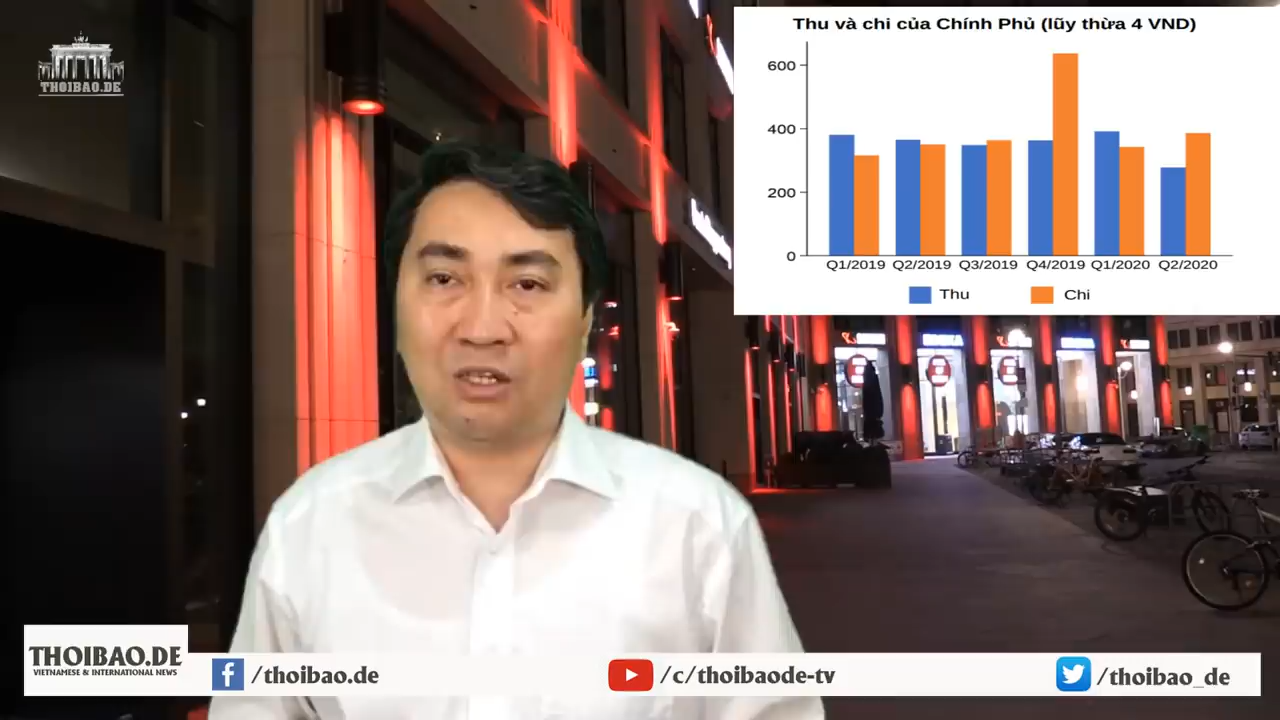 THOIBAO.DE
Thu và chi của Chính Phủ (lũy thừa 4 VND)
600
400
200
0
Q1/2019 Q2/2019 Q3/2019 Q4/2019 Q1/2020 Q2/2020
Thu Chi
THOIBAO.DE
VIETNAMESE & INTERNATIONAL NEWS
/thoibao.de
/c/thoibaode-tv
/thoibao_de